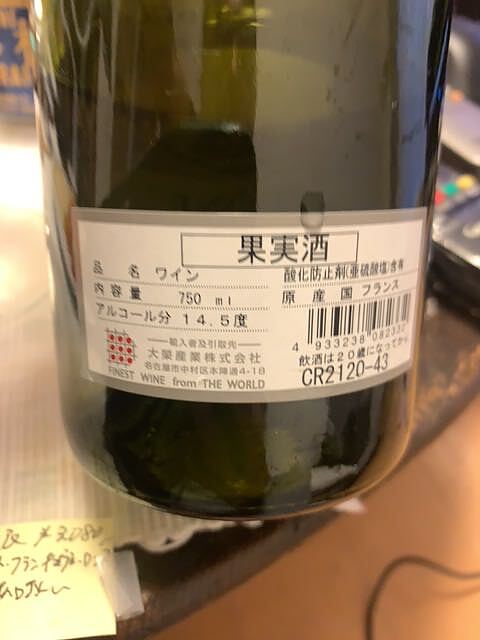 果実酒
品名 ワイン
酸化防止剤(亜硫酸塩)含有
内容量 750 ml
原産国 フランス
アルコール分 14.5度
4 933238 082332
輸入者及引取先
大榮産業株式会社
名古屋市中村区本陣通4-18
飲酒は20歳になってから
FINEST WINE from THE WORLD
CR2120-43
¥3,080